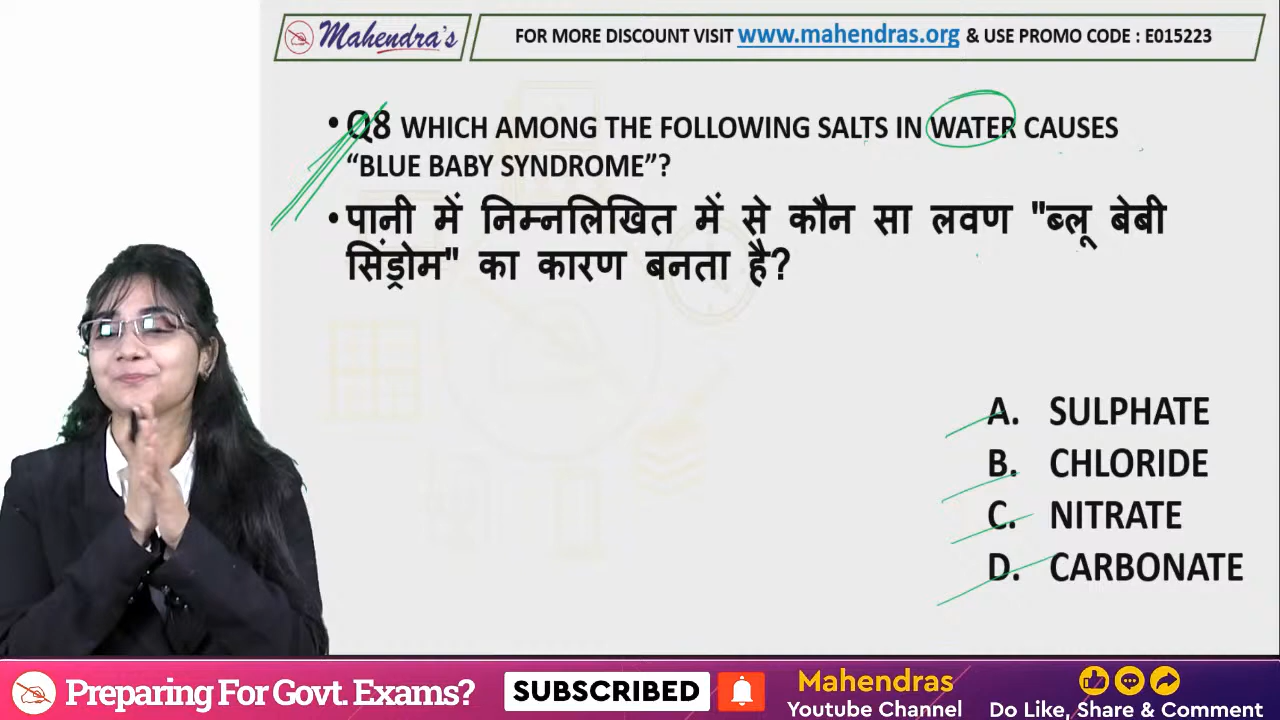 Mahendra's
FOR MORE DISCOUNT VISIT www.mahendras.org & USE PROMO CODE : E015223
• Q8 WHICH AMONG THE FOLLOWING SALTS IN WATER CAUSES
“BLUE BABY SYNDROME”?
• पानी में निम्नलिखित में से कौन सा लवण "ब्लू बेबी
सिंड्रोम" का कारण बनता है?
A. SULPHATE
B. CHLORIDE
C. NITRATE
D. CARBONATE
Preparing For Govt. Exams?
SUBSCRIBED
Mahendras
Youtube Channel
Do Like, Share & Comment